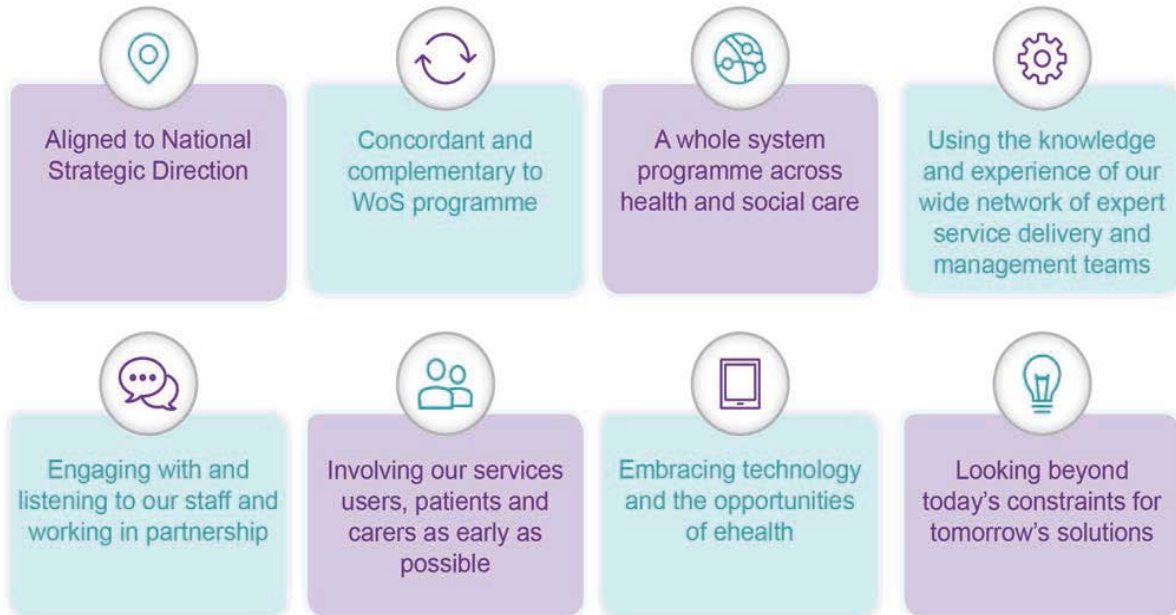 Aligned to National
Strategic Direction
Concordant and
complementary to
WoS programme
A whole system
programme across
health and social care
Using the knowledge
and experience of our
wide network of expert
service delivery and
management teams
Engaging with and
listening to our staff and
working in partnership
Involving our services
users, patients and
carers as early as
possible
Embracing technology
and the opportunities
of ehealth
Looking beyond
today's constraints for
tomorrow's solutions